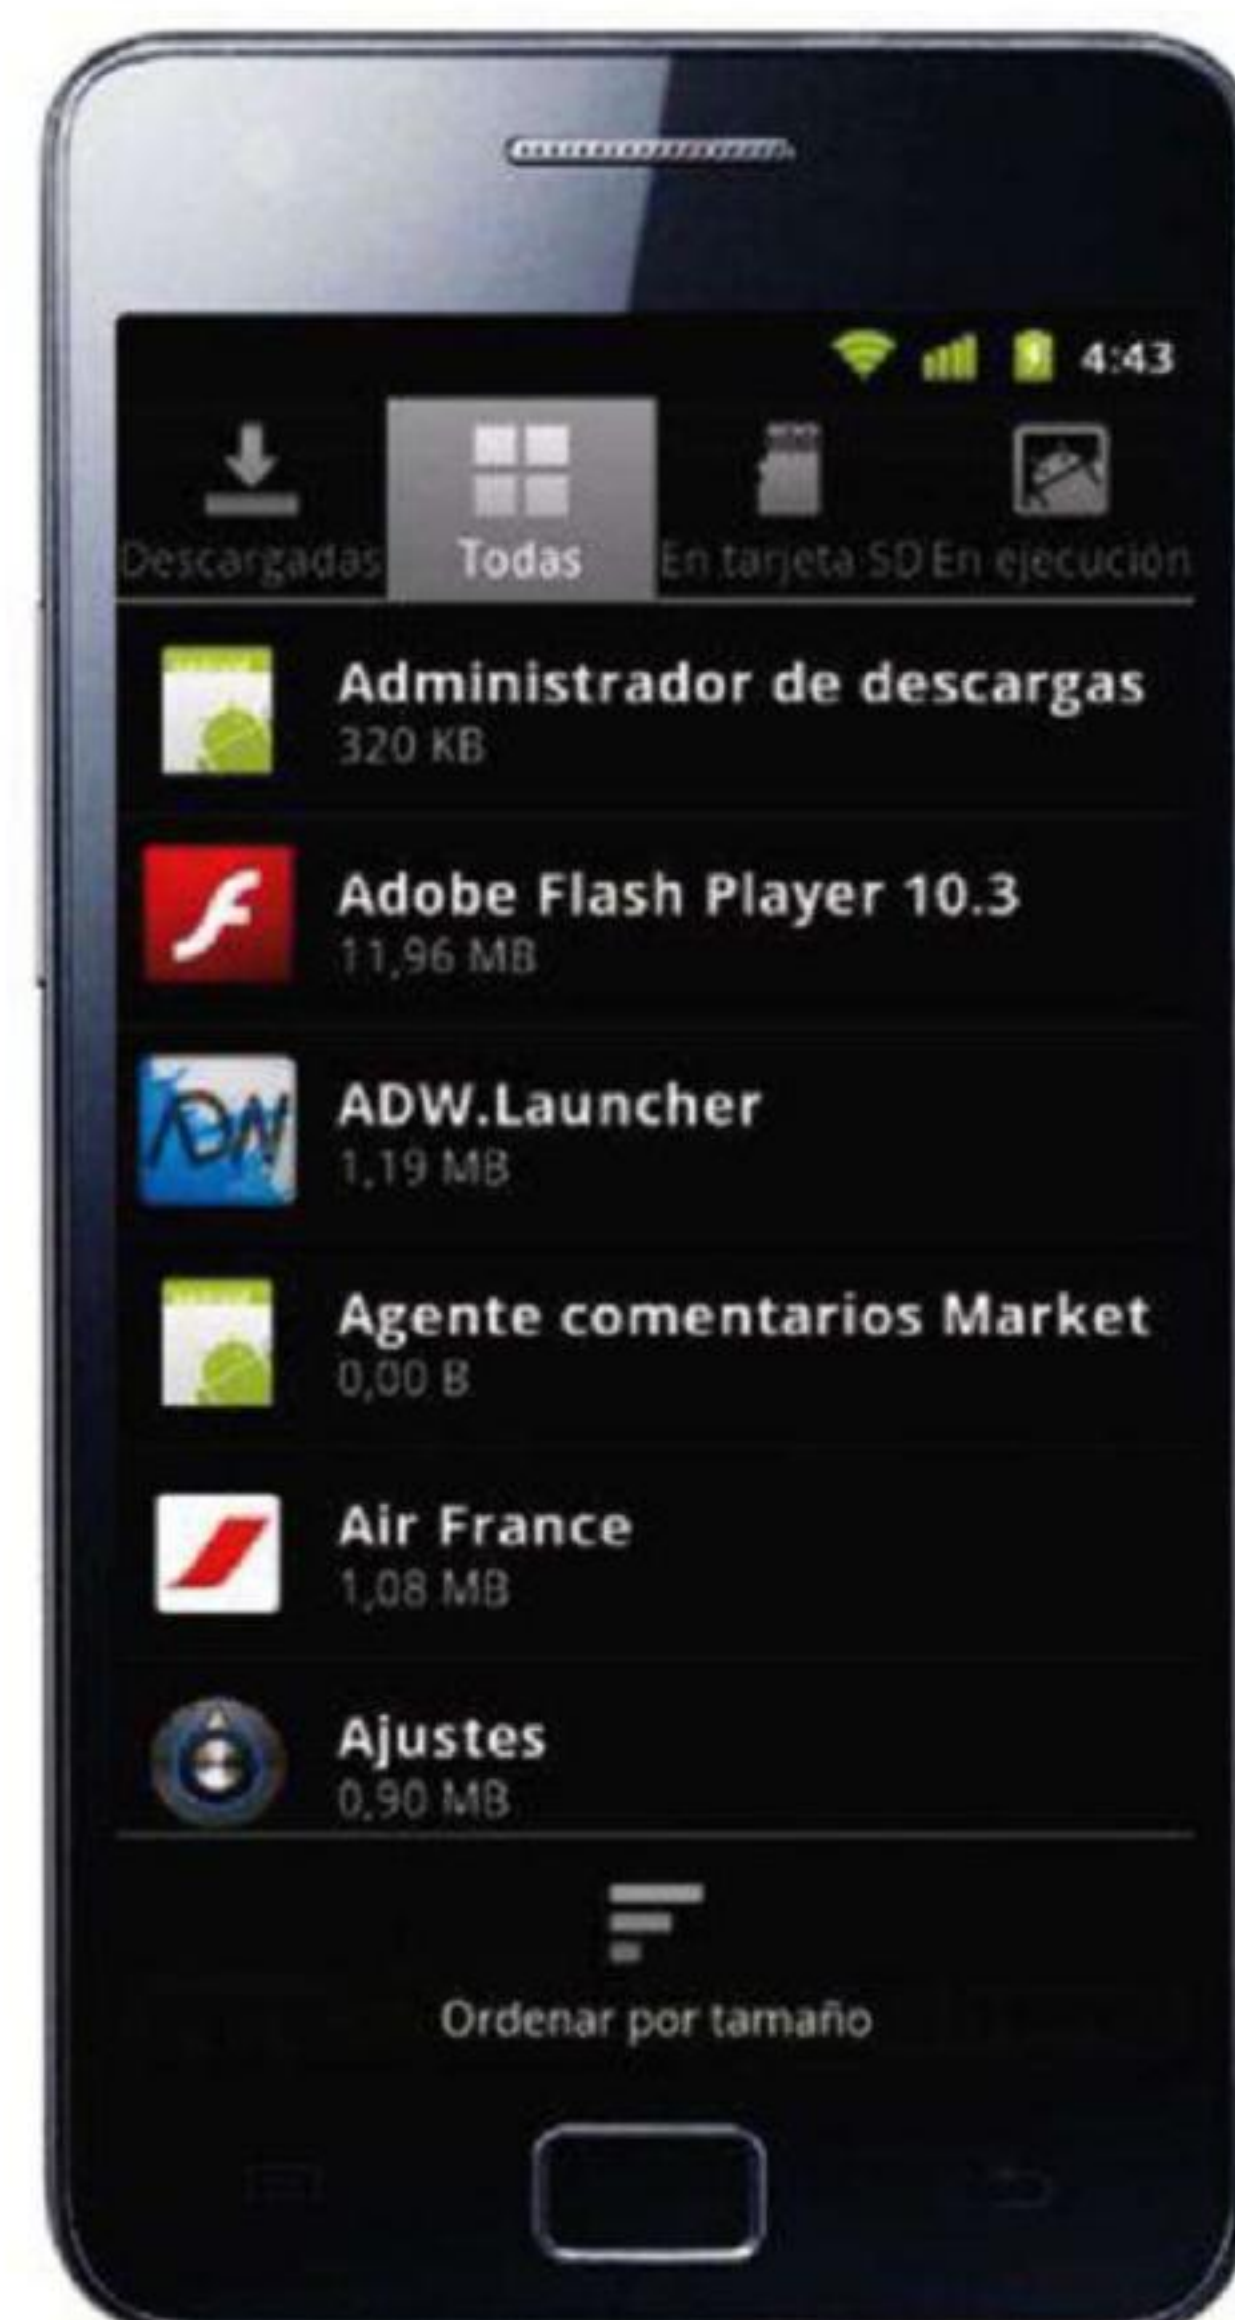 4:43
Descargadas
Todas
En tarjeta SD
En ejecución
Administrador de descargas
320 KB
Adobe Flash Player 10.3
11,96 MB
ADW
ADW.Launcher
1,19 MB
Agente comentarios Market
0,00 B
Air France
1,08 MB
Ajustes
0,90 MB
Ordenar por tamaño